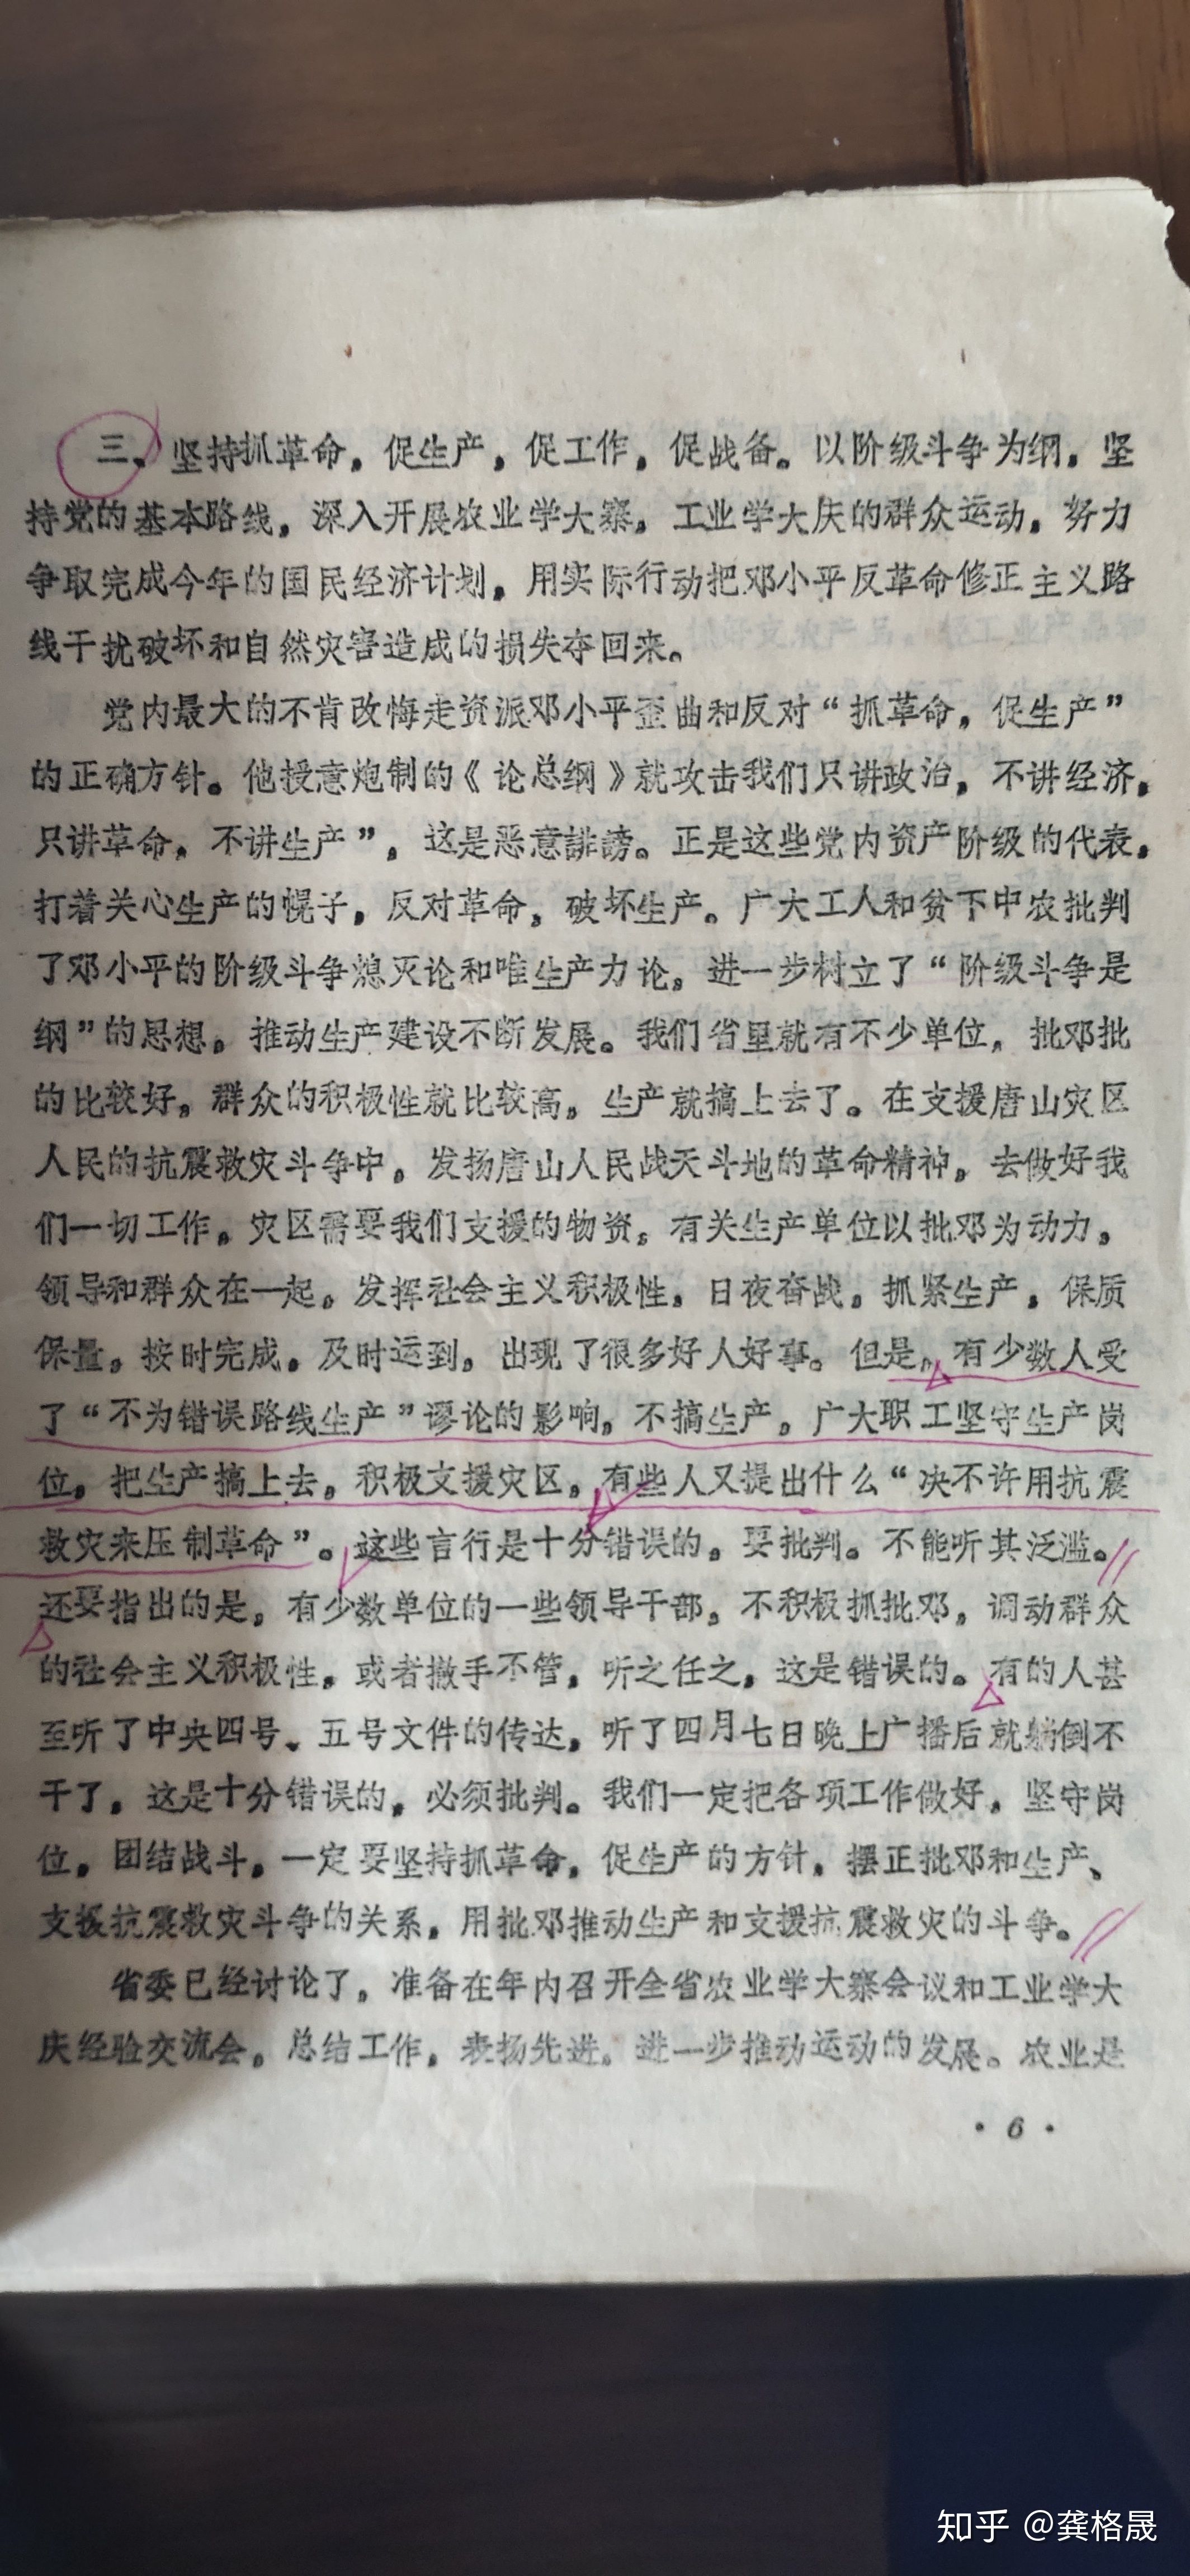 三、坚持抓革命，促生产，促工作，促战备。以阶级斗争为纲，坚
持党的基本路线，深入开展农业学大寨，工业学大庆的群众运动，努力
争取完成今年的国民经济计划，用实际行动把邓小平反革命修正主义路
线干扰破坏和自然灾害造成的损失夺回来。
党内最大的不肯改悔走资派邓小平歪曲和反对“抓革命，促生产”
的正确方针。他授意炮制的《论总纲》就攻击我们只讲政治，不讲经济，
只讲革命，不讲生产”，这是恶意誹謗。正是这些党内资产阶级的代表，
打着关心生产的幌子，反对革命，破坏生产。广大工人和贫下中农批判
了邓小平的阶级斗争熄灭论和唯生产力论，进一步树立了“阶级斗争是
纲”的思想，推动生产建设不断发展。我们省里就有不少单位，批邓批
的比较好，群众的积极性就比较高，生产就搞上去了。在支援唐山灾区
人民的抗震救灾斗争中，发扬唐山人民战天斗地的革命精神，去做好我
们一切工作。灾区需要我们支援的物资，有关生产单位以批邓为动力，
领导和群众在一起，发挥社会主义积极性，日夜奋战，抓紧生产，保质
保量，按时完成，及时运到，出现了很多好人好事。但是，有少数人受
了“不为错误路线生产”谬论的影响，不搞生产，广大职工坚守生产岗
位，把生产搞上去，积极支援灾区，有些人又提出什么“决不许用抗震
救灾来压制革命”。这些言行是十分错误的，要批判。不能听其泛滥。
还要指出的是，有少数单位的一些领导干部，不积极抓批邓，调动群众
的社会主义积极性，或者撤手不管，听之任之，这是错误的。有的人甚
至听了中央四号、五号文件的传达，听了四月七日晚上广播后就躺倒不
干了，这是十分错误的，必须批判。我们一定把各项工作做好，坚守岗
位，团结战斗，一定要坚持抓革命，促生产的方针，摆正批邓和生产、
支援抗震救灾斗争的关系，用批邓推动生产和支援抗震救灾的斗争。
省委已经讨论了，准备在年内召开全省农业学大寨会议和工业学大
庆经验交流会，总结工作，表扬先进，进一步推动运动的发展。农业是
·6·
知乎 @龚格晟